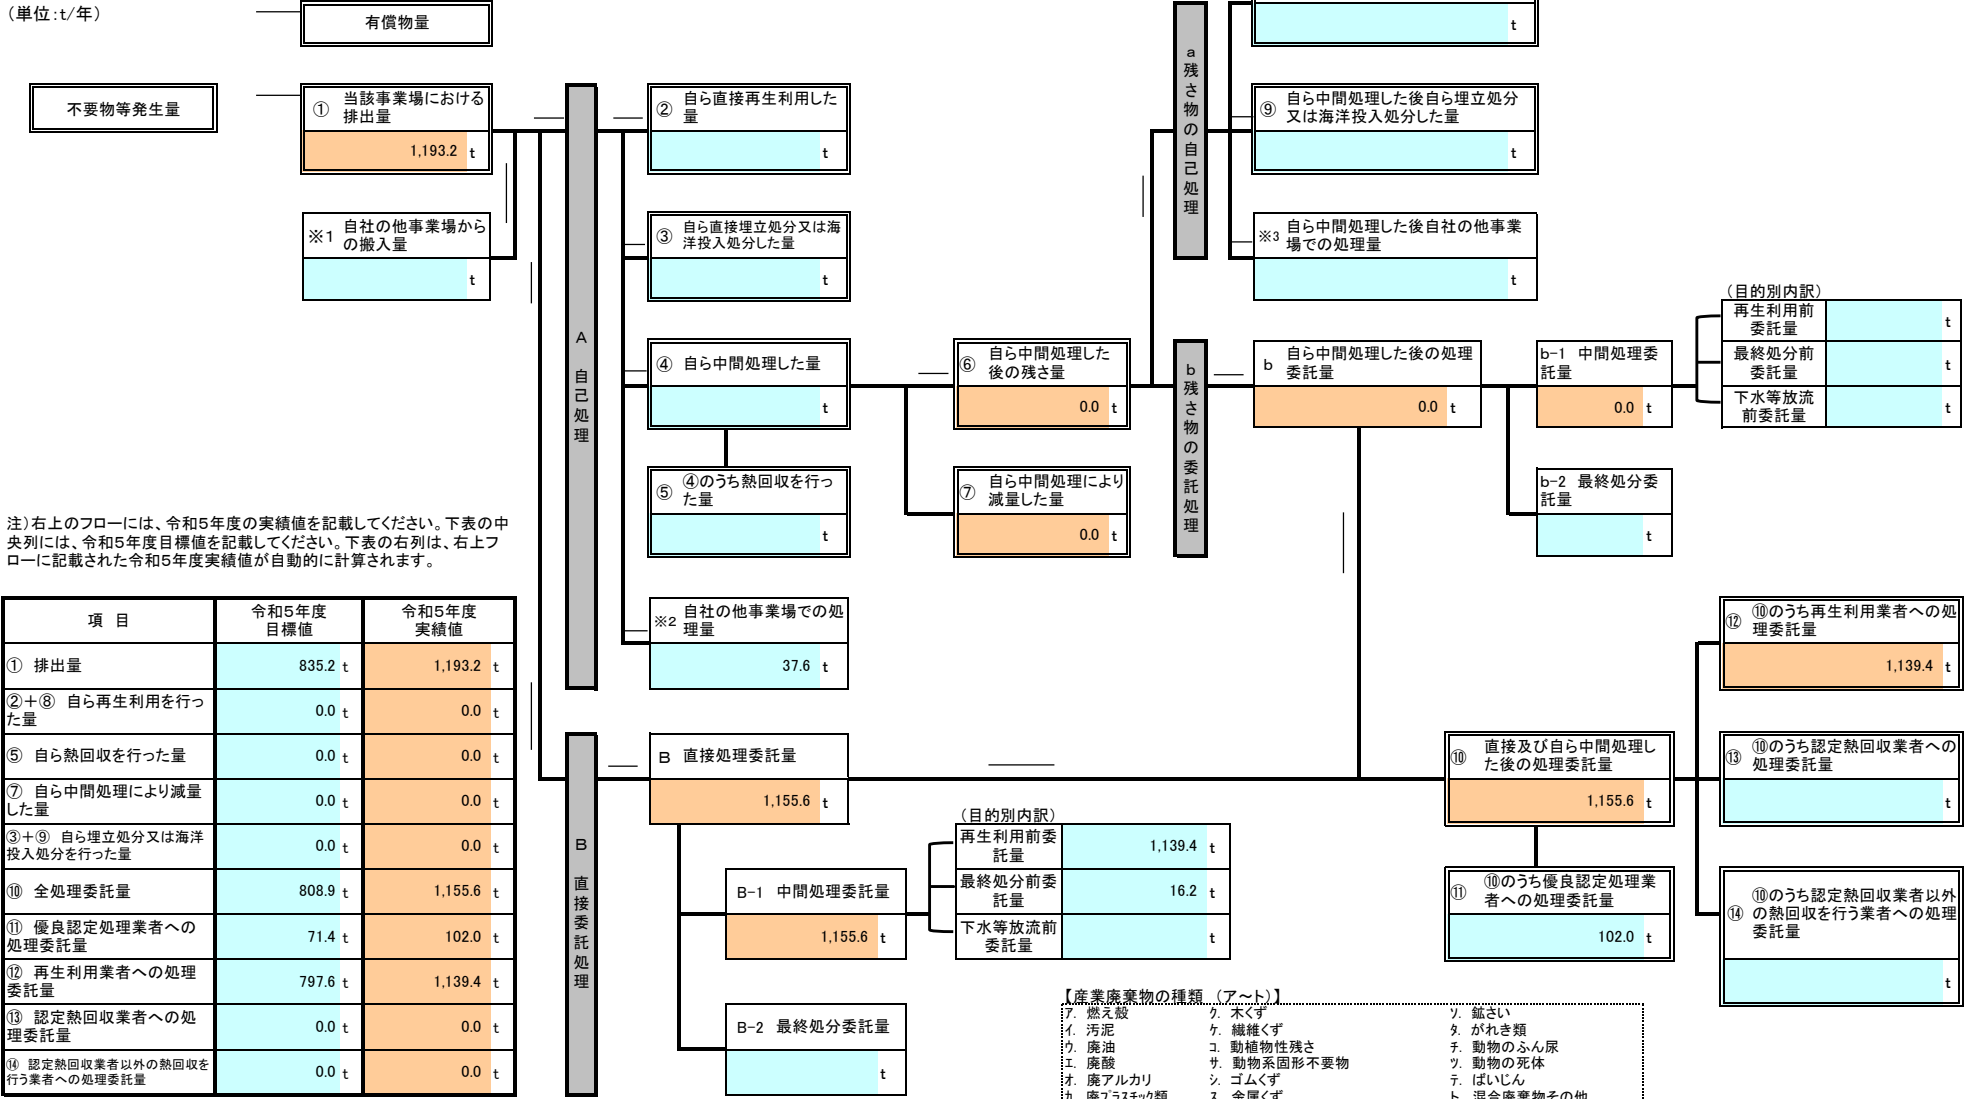 （単位：t/年）
有償物量
t
不要物等発生量
① 当該事業場における
排出量
1,193.2 t
※1 自社の他事業場から
の搬入量
t
A 自己処理
② 自ら直接再生利用した
量
t
③ 自ら直接埋立処分又は海
洋投入処分した量
t
④ 自ら中間処理した量
t
⑤ ④のうち熱回収を行っ
た量
t
※2 自社の他事業場での処
理量
37.6 t
⑥ 自ら中間処理した
後の残さ量
0.0 t
⑦ 自ら中間処理により
減量した量
0.0 t
a 残さ物の自己処理
⑨ 自ら中間処理した後自ら埋立処分
又は海洋投入処分した量
t
※3 自ら中間処理した後自社の他事業
場での処理量
t
b 残さ物の委託処理
b 自ら中間処理した後の処理
委託量
0.0 t
b-1 中間処理委
託量
0.0 t
b-2 最終処分委
託量
t
（目的別内訳）
再生利用前
委託量 t
最終処分前
委託量 t
下水等放流
前委託量 t
注）右上のフローには、令和5年度の実績値を記載してください。下表の中
央列には、令和5年度目標値を記載してください。下表の右列は、右上フ
ローに記載された令和5年度実績値が自動的に計算されます。
項 目 令和5年度
目標値 令和5年度
実績値
① 排出量 835.2 t 1,193.2 t
②＋⑧ 自ら再生利用を行っ
た量 0.0 t 0.0 t
⑤ 自ら熱回収を行った量 0.0 t 0.0 t
⑦ 自ら中間処理により減量
した量 0.0 t 0.0 t
③＋⑨ 自ら埋立処分又は海洋
投入処分を行った量 0.0 t 0.0 t
⑩ 全処理委託量 808.9 t 1,155.6 t
⑪ 優良認定処理業者への
処理委託量 71.4 t 102.0 t
⑫ 再生利用業者への処理
委託量 797.6 t 1,139.4 t
⑬ 認定熱回収業者への処
理委託量 0.0 t 0.0 t
⑭ 認定熱回収業者以外の熱回収を
行う業者への処理委託量 0.0 t 0.0 t
B 直接委託処理
B 直接処理委託量
1,155.6 t
B-1 中間処理委託量
1,155.6 t
B-2 最終処分委託量
t
（目的別内訳）
再生利用前委
託量 1,139.4 t
最終処分前委
託量 16.2 t
下水等放流前
委託量 t
⑩ 直接及び自ら中間処理し
た後の処理委託量
1,155.6 t
⑪ ⑩のうち優良認定処理業
者への処理委託量
102.0 t
⑫ ⑩のうち再生利用業者への処
理委託量
1,139.4 t
⑬ ⑩のうち認定熱回収業者への
処理委託量
t
⑭ ⑩のうち認定熱回収業者以外
の熱回収を行う業者への処理
委託量
t
【産業廃棄物の種類 （ア～ト）】
ア. 燃え殻 ク. 木くず ソ. 鉱さい
イ. 汚泥 ケ. 繊維くず タ. がれき類
ウ. 廃油 コ. 動植物性残さ チ. 動物のふん尿
エ. 廃酸 サ. 動物系固形不要物 ツ. 動物の死体
オ. 廃アルカリ シ. ゴムくず テ. ばいじん
カ. 廃プラスチック類 ス. 金属くず ト. 混合廃棄物その他